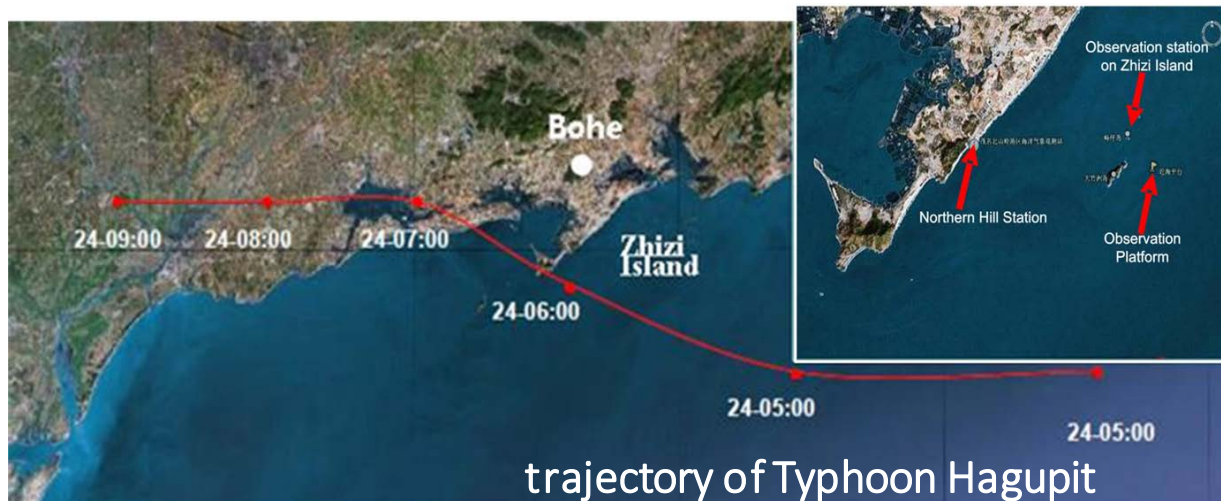 Observation station
on Zhizi Island
Northern Hill Station
Observation
Platform
Bohe
Zhizi
Island
24-09:00
24-08:00
24-07:00
24-06:00
24-05:00
24-05:00
trajectory of Typhoon Hagupit